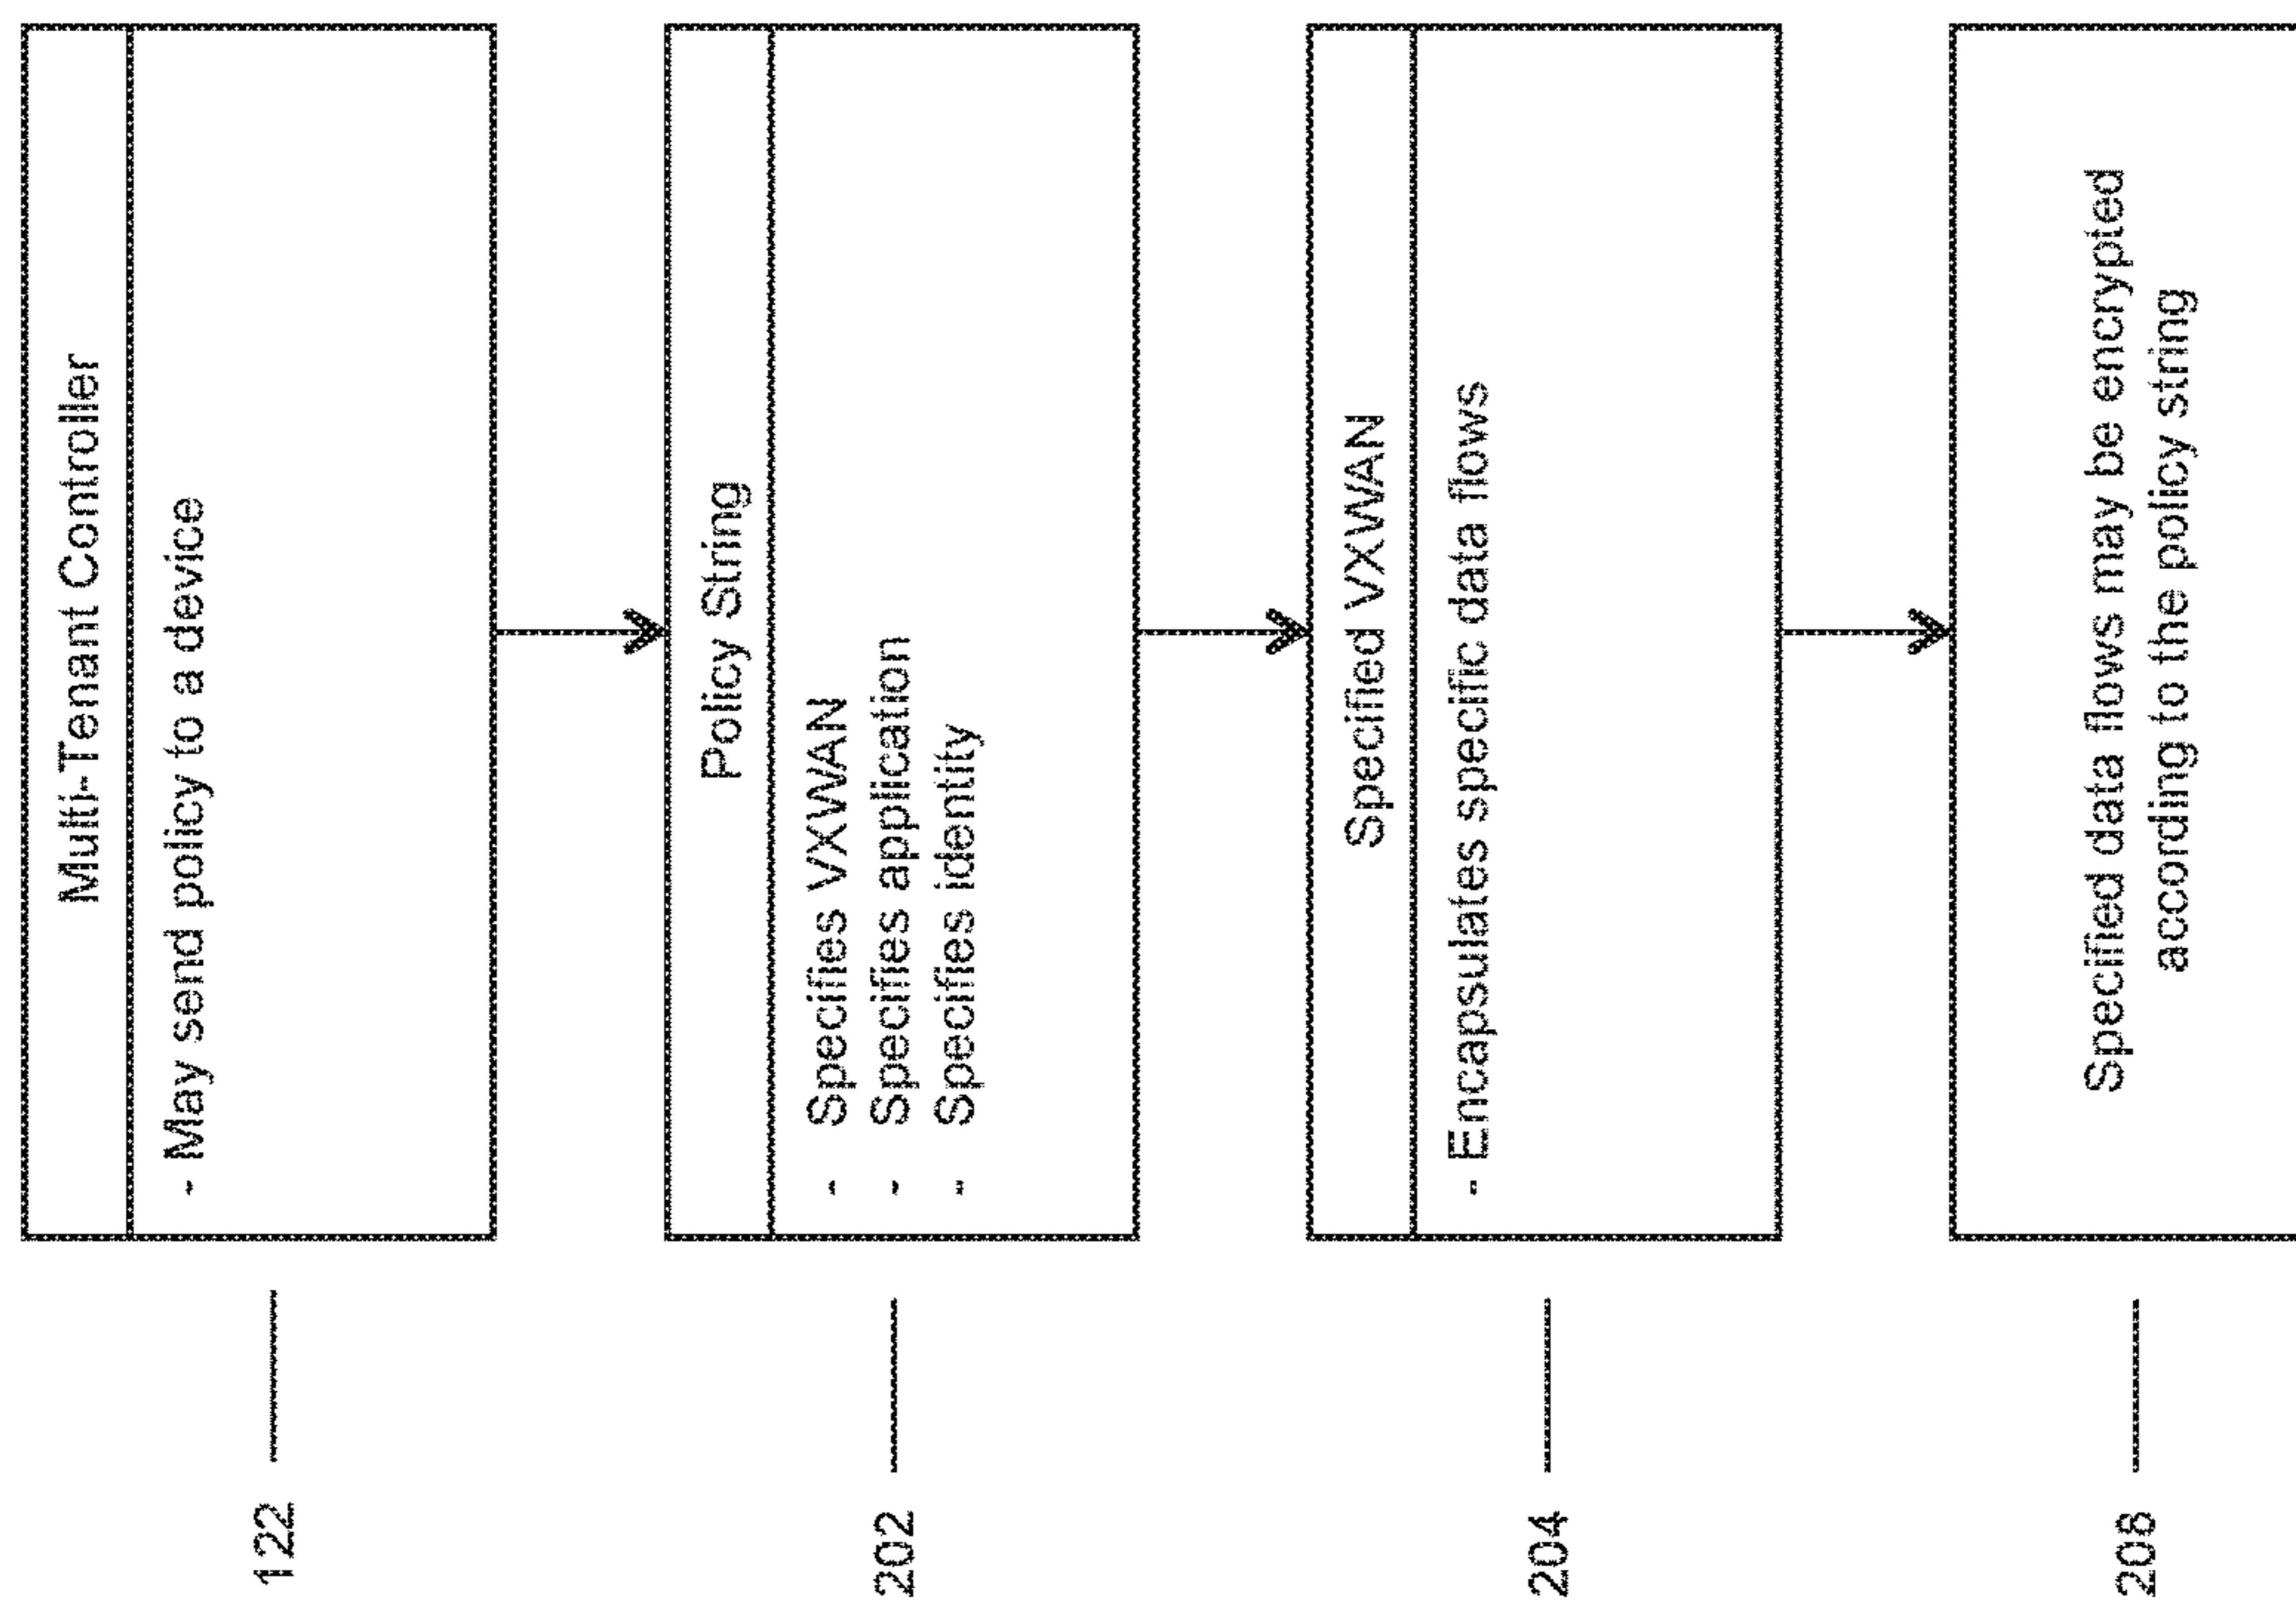 122
Multi-Tenant Controller
- May send policy to a device
202
Policy String
- Specifies VXWAN
- Specifies application
- Specifies identity
204
Specified VXWAN
- Encapsulates specific data flows
208
Specified data flows may be encrypted
according to the policy string